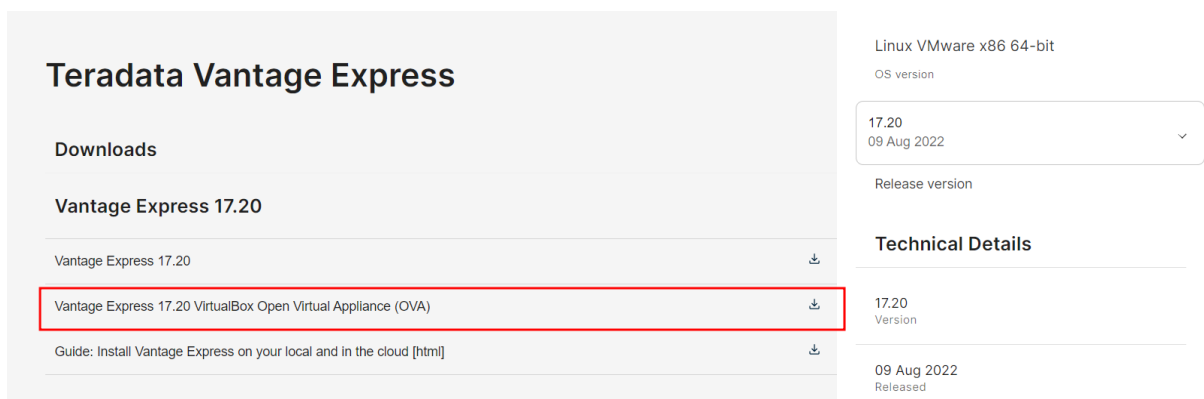 Teradata Vantage Express
Downloads
Vantage Express 17.20
Vantage Express 17.20
Vantage Express 17.20 VirtualBox Open Virtual Appliance (OVA)
Guide: Install Vantage Express on your local and in the cloud [html]
Linux VMware x86 64-bit
OS version
17.20
09 Aug 2022
Release version
Technical Details
17.20
Version
09 Aug 2022
Released